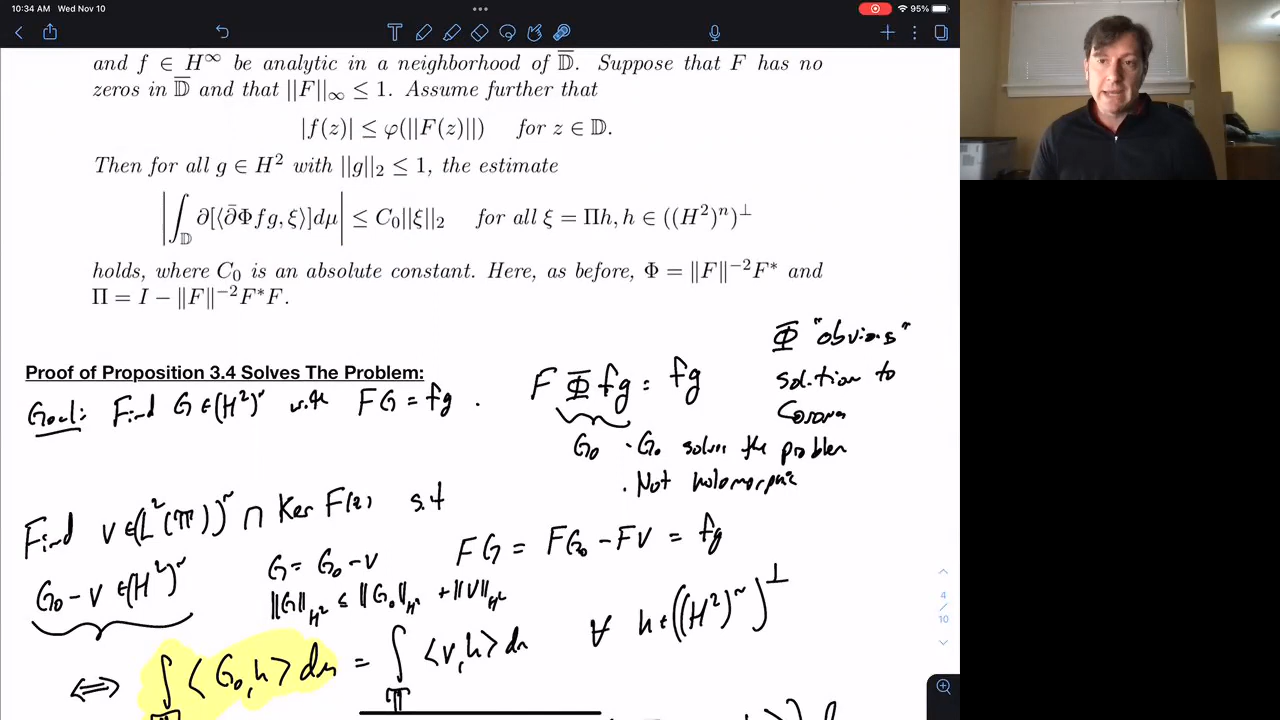 10:34 AM Wed Nov 10
95%
and f ∈ H^∞ be analytic in a neighborhood of 𝔻̅. Suppose that F has no
zeros in 𝔻̅ and that ||F||_∞ ≤ 1. Assume further that
|f(z)| ≤ φ(||F(z)||) for z ∈ 𝔻.
Then for all g ∈ H² with ||g||₂ ≤ 1, the estimate
|∫_𝔻 ∂[⟨∂̄Φfg, ξ⟩]dμ| ≤ C₀||ξ||₂ for all ξ = Πh, h ∈ ((H²)ⁿ)^⊥
holds, where C₀ is an absolute constant. Here, as before, Φ = ‖F‖⁻²F* and
Π = I − ‖F‖⁻²F*F.
Φ "obvious"
solution to
Corona
Proof of Proposition 3.4 Solves The Problem:
Goal: Find G ∈ (H²)ⁿ with FG = fg.
F Φ fg = fg
G₀ · G₀ solves the problem
· Not holomorphic
Find v ∈ (L²(𝕋))ⁿ ∩ Ker F(z) s.t
G₀ − v ∈ (H²)ⁿ
G = G₀ − v FG = FG₀ − FV = fg
||G||_H² ≤ ||G₀||_H² + ||V||_H²
⟺ ∫_𝕋 ⟨G₀, h⟩ dm = ∫_𝕋 ⟨v, h⟩ dm ∀ h ∈ ((H²)ⁿ)^⊥
4
/
10